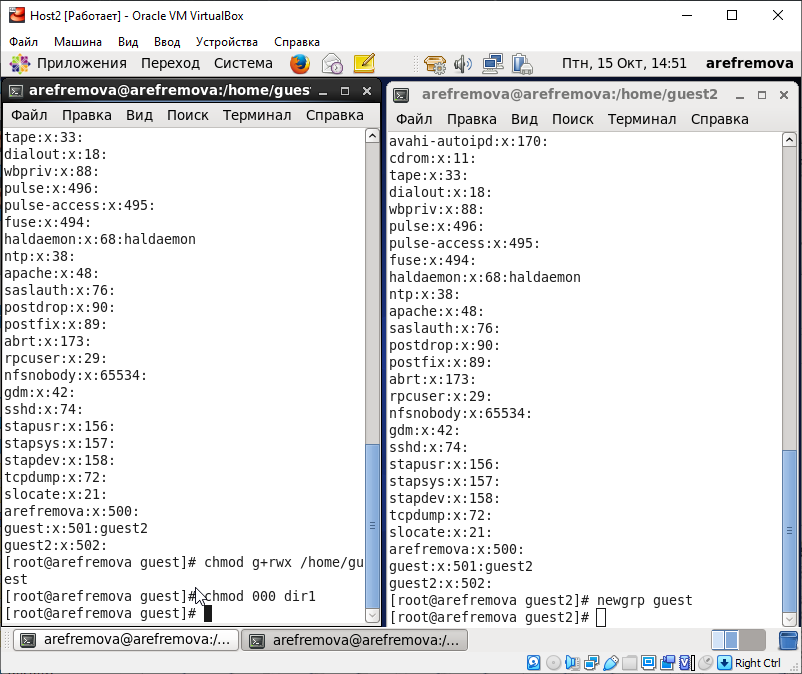 Host2 [Работает] - Oracle VM VirtualBox
Файл Машина Вид Ввод Устройства Справка
Приложения Переход Система Птн, 15 Окт, 14:51 arefremova
arefremova@arefremova:/home/guest
Файл Правка Вид Поиск Терминал Справка
tape:x:33:
dialout:x:18:
wbpriv:x:88:
pulse:x:496:
pulse-access:x:495:
fuse:x:494:
haldaemon:x:68:haldaemon
ntp:x:38:
apache:x:48:
saslauth:x:76:
postdrop:x:90:
postfix:x:89:
abrt:x:173:
rpcuser:x:29:
nfsnobody:x:65534:
gdm:x:42:
sshd:x:74:
stapusr:x:156:
stapsys:x:157:
stapdev:x:158:
tcpdump:x:72:
slocate:x:21:
arefremova:x:500:
guest:x:501:guest2
guest2:x:502:
[root@arefremova guest]# chmod g+rwx /home/gu
est
[root@arefremova guest]# chmod 000 dir1
[root@arefremova guest]#
arefremova@arefremova:/home/guest2
Файл Правка Вид Поиск Терминал Справка
avahi-autoipd:x:170:
cdrom:x:11:
tape:x:33:
dialout:x:18:
wbpriv:x:88:
pulse:x:496:
pulse-access:x:495:
fuse:x:494:
haldaemon:x:68:haldaemon
ntp:x:38:
apache:x:48:
saslauth:x:76:
postdrop:x:90:
postfix:x:89:
abrt:x:173:
rpcuser:x:29:
nfsnobody:x:65534:
gdm:x:42:
sshd:x:74:
stapusr:x:156:
stapsys:x:157:
stapdev:x:158:
tcpdump:x:72:
slocate:x:21:
arefremova:x:500:
guest:x:501:guest2
guest2:x:502:
[root@arefremova guest2]# newgrp guest
[root@arefremova guest2]#
arefremova@arefremova:/... arefremova@arefremova:/...
Right Ctrl